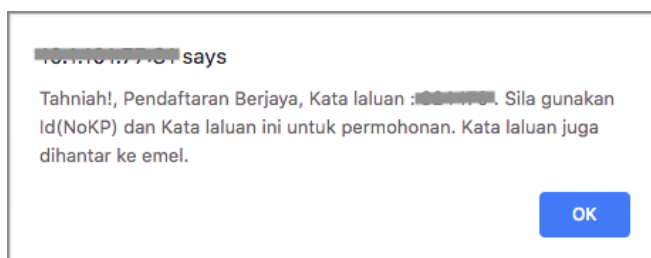 says
Tahniah!, Pendaftaran Berjaya, Kata laluan : . Sila gunakan
Id(NoKP) dan Kata laluan ini untuk permohonan. Kata laluan juga
dihantar ke emel.
OK